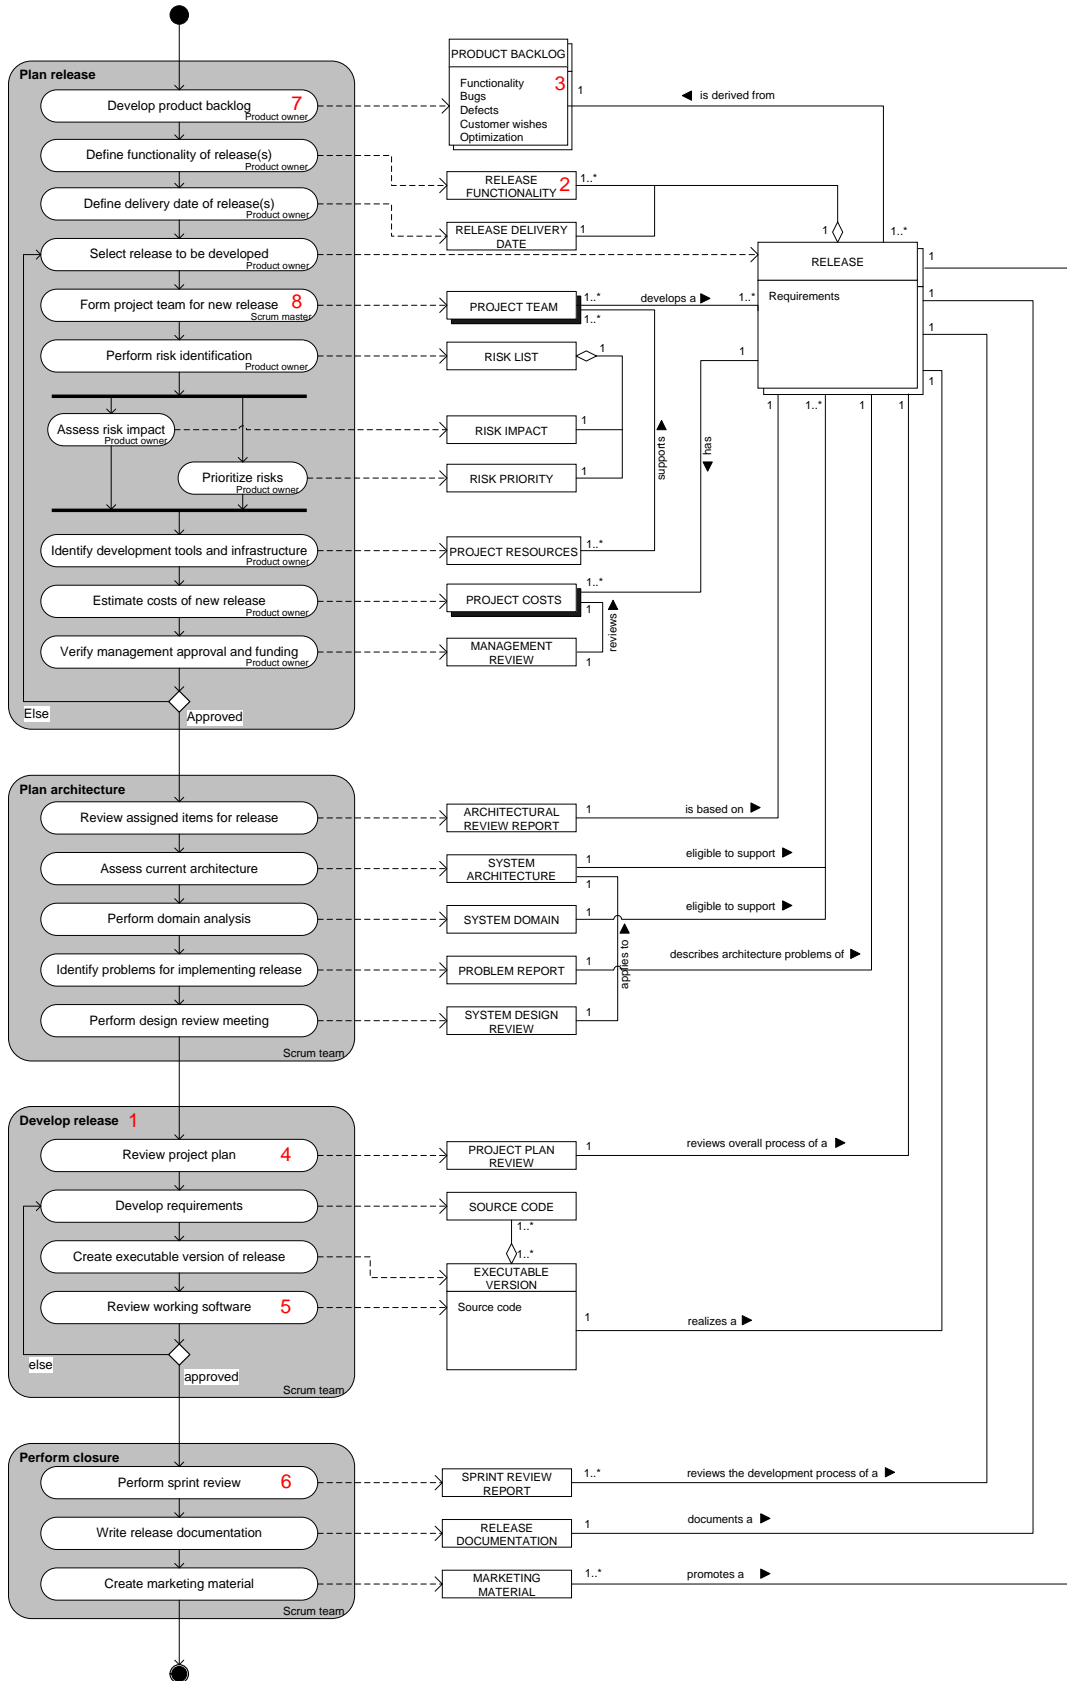 PRODUCT BACKLOG
Functionality 3
Bugs
Defects
Customer wishes
Optimization
1
is derived from
Plan release
Develop product backlog 7
Product owner
Define functionality of release(s)
Product owner
RELEASE
FUNCTIONALITY 2
1..*
Define delivery date of release(s)
Product owner
RELEASE DELIVERY
DATE
1
1
1..*
Select release to be developed
Product owner
RELEASE
Requirements
1
1
1
1
1
Form project team for new release 8
Scrum master
PROJECT TEAM
1..*
1..*
develops a
1..*
Perform risk identification
Product owner
RISK LIST
1
Assess risk impact
Product owner
RISK IMPACT
1
1
1..*
1
1
supports
has
Prioritize risks
Product owner
RISK PRIORITY
1
Identify development tools and infrastructure
Product owner
PROJECT RESOURCES
1..*
Estimate costs of new release
Product owner
PROJECT COSTS
1..*
1
reviews
Verify management approval and funding
Product owner
MANAGEMENT
REVIEW
1
Else
Approved
Plan architecture
Review assigned items for release
ARCHITECTURAL
REVIEW REPORT
1
is based on
Assess current architecture
SYSTEM
ARCHITECTURE
1
1
eligible to support
Perform domain analysis
SYSTEM DOMAIN
1
eligible to support
applies to
Identify problems for implementing release
PROBLEM REPORT
1
describes architecture problems of
Perform design review meeting
SYSTEM DESIGN
REVIEW
1
Scrum team
Develop release 1
Review project plan 4
PROJECT PLAN
REVIEW
1
reviews overall process of a
Develop requirements
SOURCE CODE
1..*
Create executable version of release
1..*
EXECUTABLE
VERSION
Source code
Review working software 5
1
realizes a
else
approved
Scrum team
Perform closure
Perform sprint review 6
SPRINT REVIEW
REPORT
1..*
reviews the development process of a
Write release documentation
RELEASE
DOCUMENTATION
1
documents a
Create marketing material
MARKETING
MATERIAL
1..*
promotes a
Scrum team